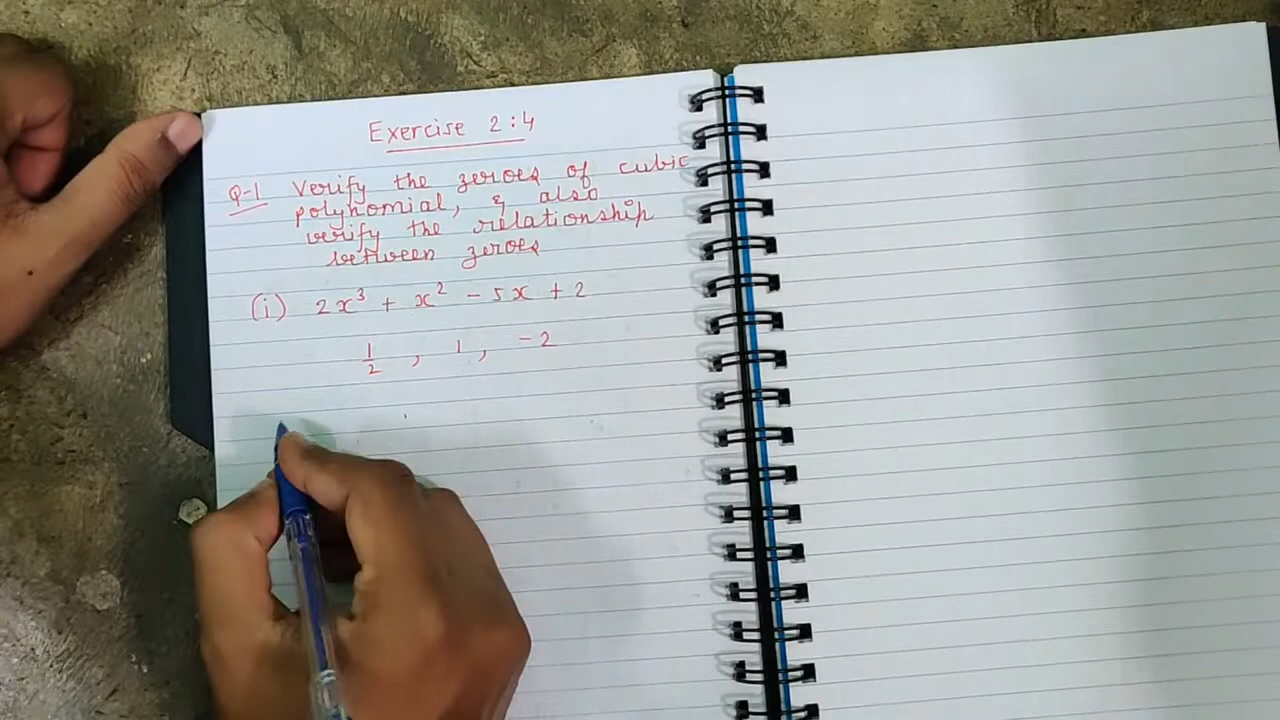 Exercise 2:4
Q-1 Verify the zeroes of cubic
polynomial, & also
verify the relationship
between zeroes
(i) 2x³ + x² - 5x + 2
1/2 , 1, -2